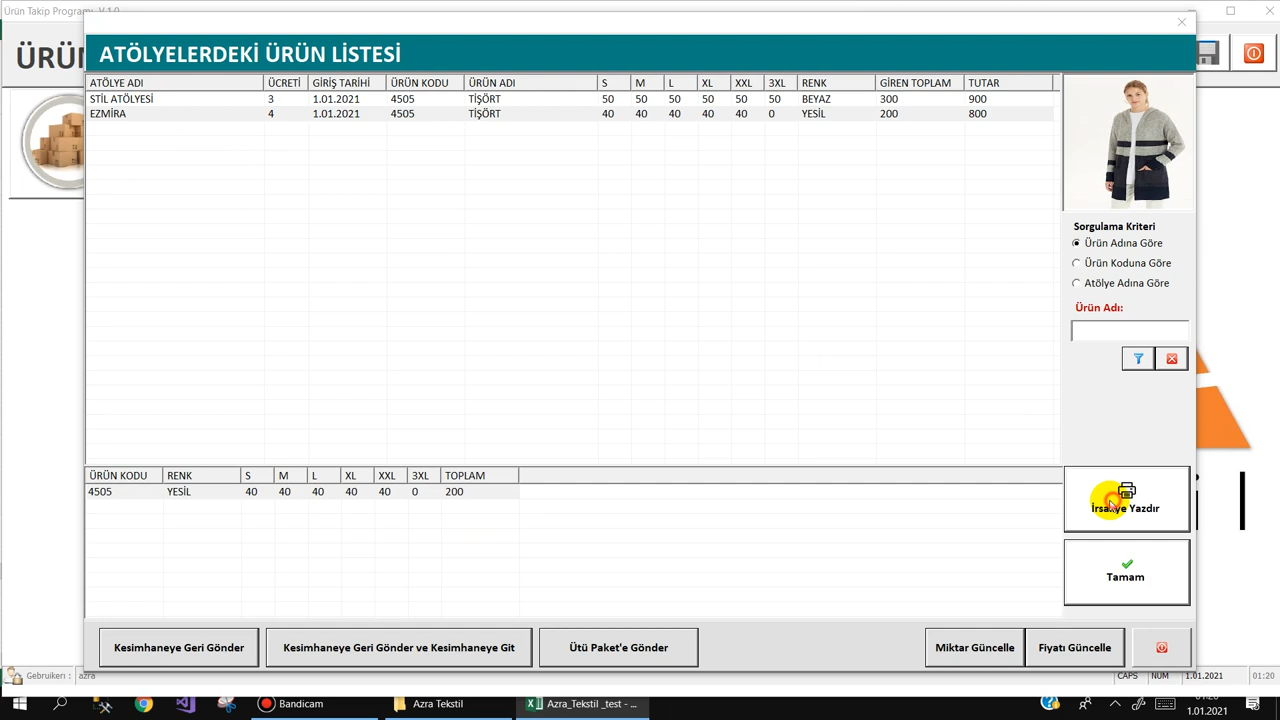 Ürün Takip Programı V 1.0
ÜRÜN
ATÖLYELERDEKİ ÜRÜN LİSTESİ
ATÖLYE ADI ÜCRETİ GİRİŞ TARİHİ ÜRÜN KODU ÜRÜN ADI S M L XL XXL 3XL RENK GİREN TOPLAM TUTAR
STİL ATÖLYESİ 3 1.01.2021 4505 TİŞÖRT 50 50 50 50 50 50 BEYAZ 300 900
EZMİRA 4 1.01.2021 4505 TİŞÖRT 40 40 40 40 40 0 YESİL 200 800
Sorgulama Kriteri
Ürün Adına Göre
Ürün Koduna Göre
Atölye Adına Göre
Ürün Adı:
ÜRÜN KODU RENK S M L XL XXL 3XL TOPLAM
4505 YESİL 40 40 40 40 40 0 200
İrsaliye Yazdır
Tamam
Kesimhaneye Geri Gönder
Kesimhaneye Geri Gönder ve Kesimhaneye Git
Ütü Paket'e Gönder
Miktar Güncelle
Fiyatı Güncelle
Gebruikerı : azra
CAPS NUM 1.01.2021 01:20
Bandicam
Azra Tekstil
Azra_Tekstil _test - ...
01:20
1.01.2021